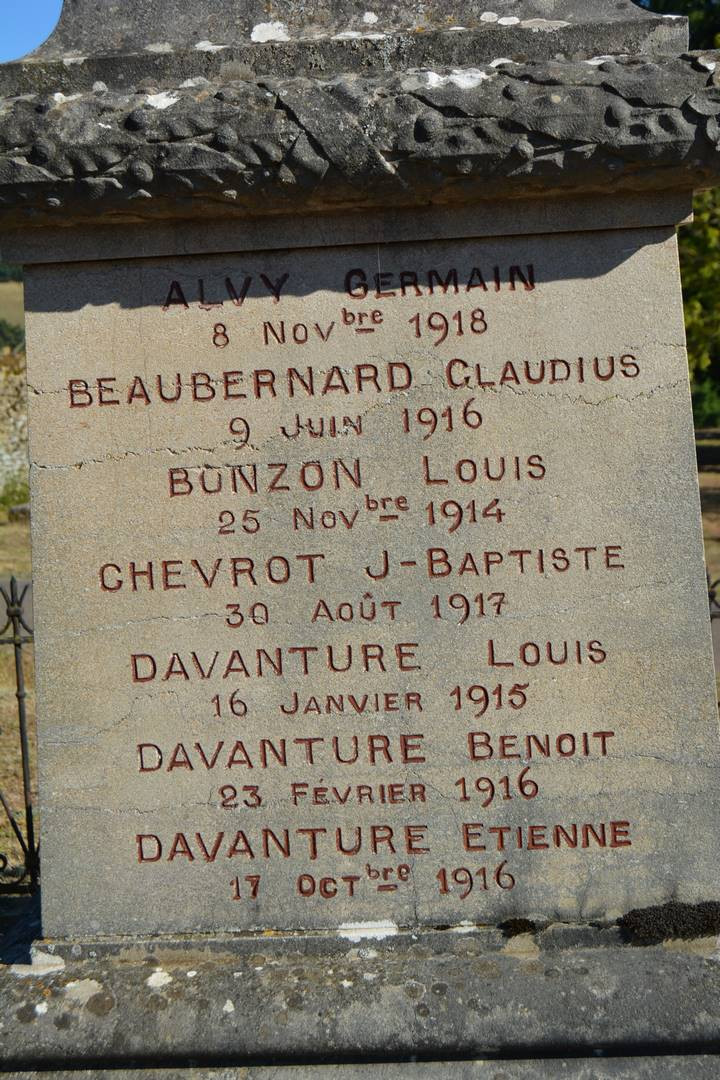 ALVY GERMAIN
8 NOVbre 1918
BEAUBERNARD CLAUDIUS
9 JUIN 1916
BONZON LOUIS
25 NOVbre 1914
CHEVROT J-BAPTISTE
30 AOÛT 1917
DAVANTURE LOUIS
16 JANVIER 1915
DAVANTURE BENOIT
23 FÉVRIER 1916
DAVANTURE ETIENNE
17 OCTbre 1916